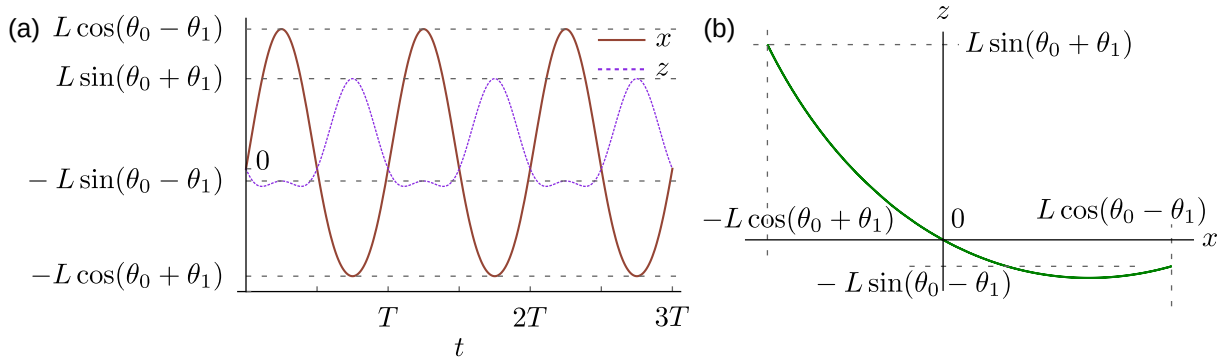 (a)
L cos(θ₀ − θ₁)
L sin(θ₀ + θ₁)
0
− L sin(θ₀ − θ₁)
−L cos(θ₀ + θ₁)
x
z
T
2T
3T
t
(b)
z
L sin(θ₀ + θ₁)
−L cos(θ₀ + θ₁)
0
L cos(θ₀ − θ₁)
x
− L sin(θ₀ − θ₁)